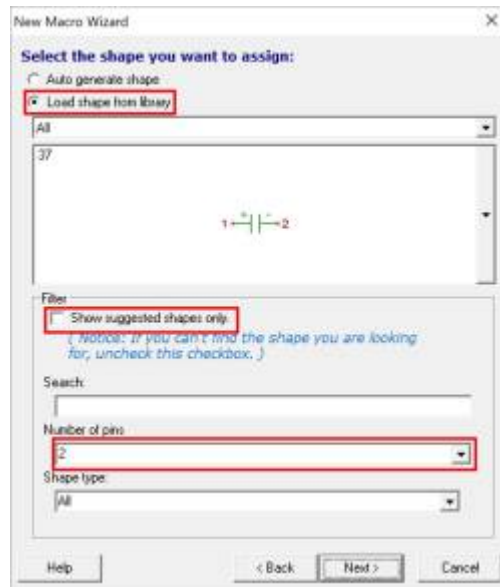 New Macro Wizard
Select the shape you want to assign:
Auto generate shape
Load shape from library
All
37
1 + - 2
Filter
Show suggested shapes only.
( Notice: If you can't find the shape you are looking
for, uncheck this checkbox. )
Search:
Number of pins
2
Shape type:
All
Help
< Back
Next >
Cancel